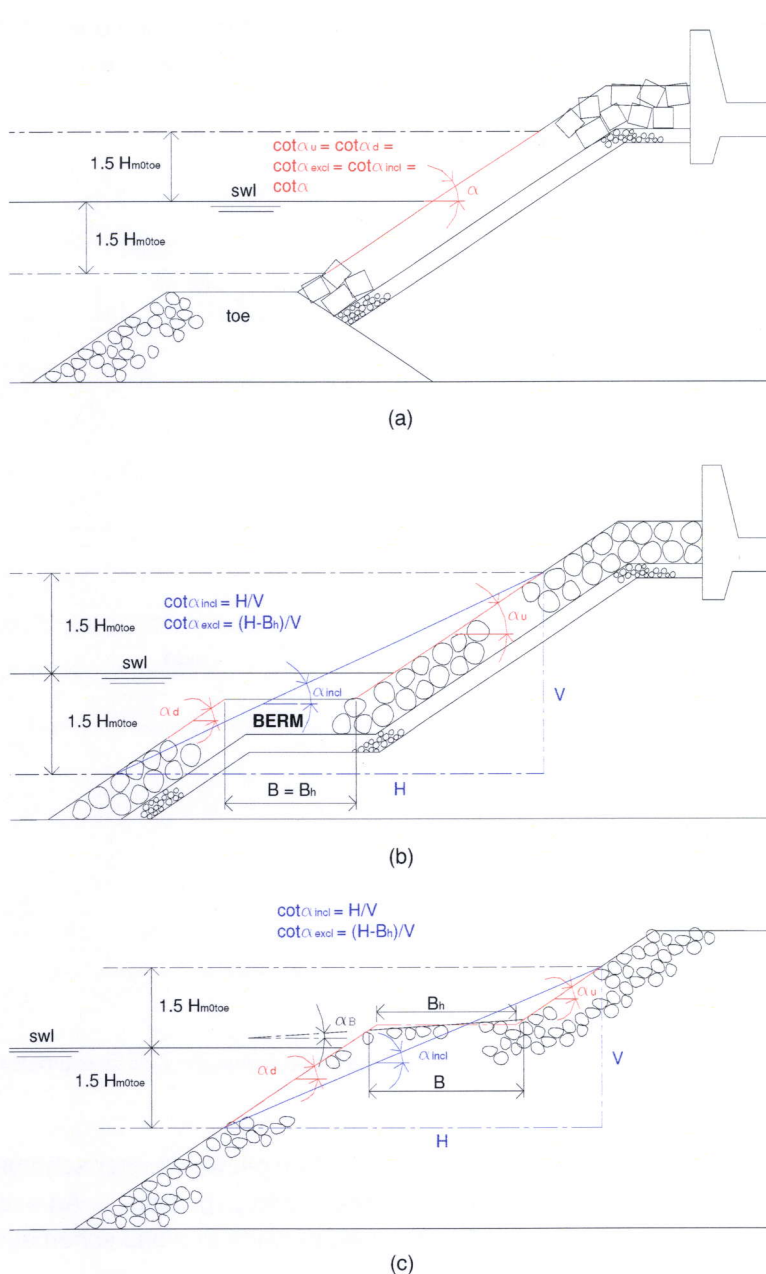 cotαu = cotαd =
cotαexcl = cotαincl =
cotα
1.5 Hm0toe
swl
α
1.5 Hm0toe
toe
(a)
cotαincl = H/V
cotαexcl = (H-Bh)/V
1.5 Hm0toe
αu
swl
αincl
αd
V
1.5 Hm0toe
BERM
B = Bh
H
(b)
cotαincl = H/V
cotαexcl = (H-Bh)/V
1.5 Hm0toe
Bh
αu
αB
swl
αincl
V
αd
1.5 Hm0toe
B
H
(c)